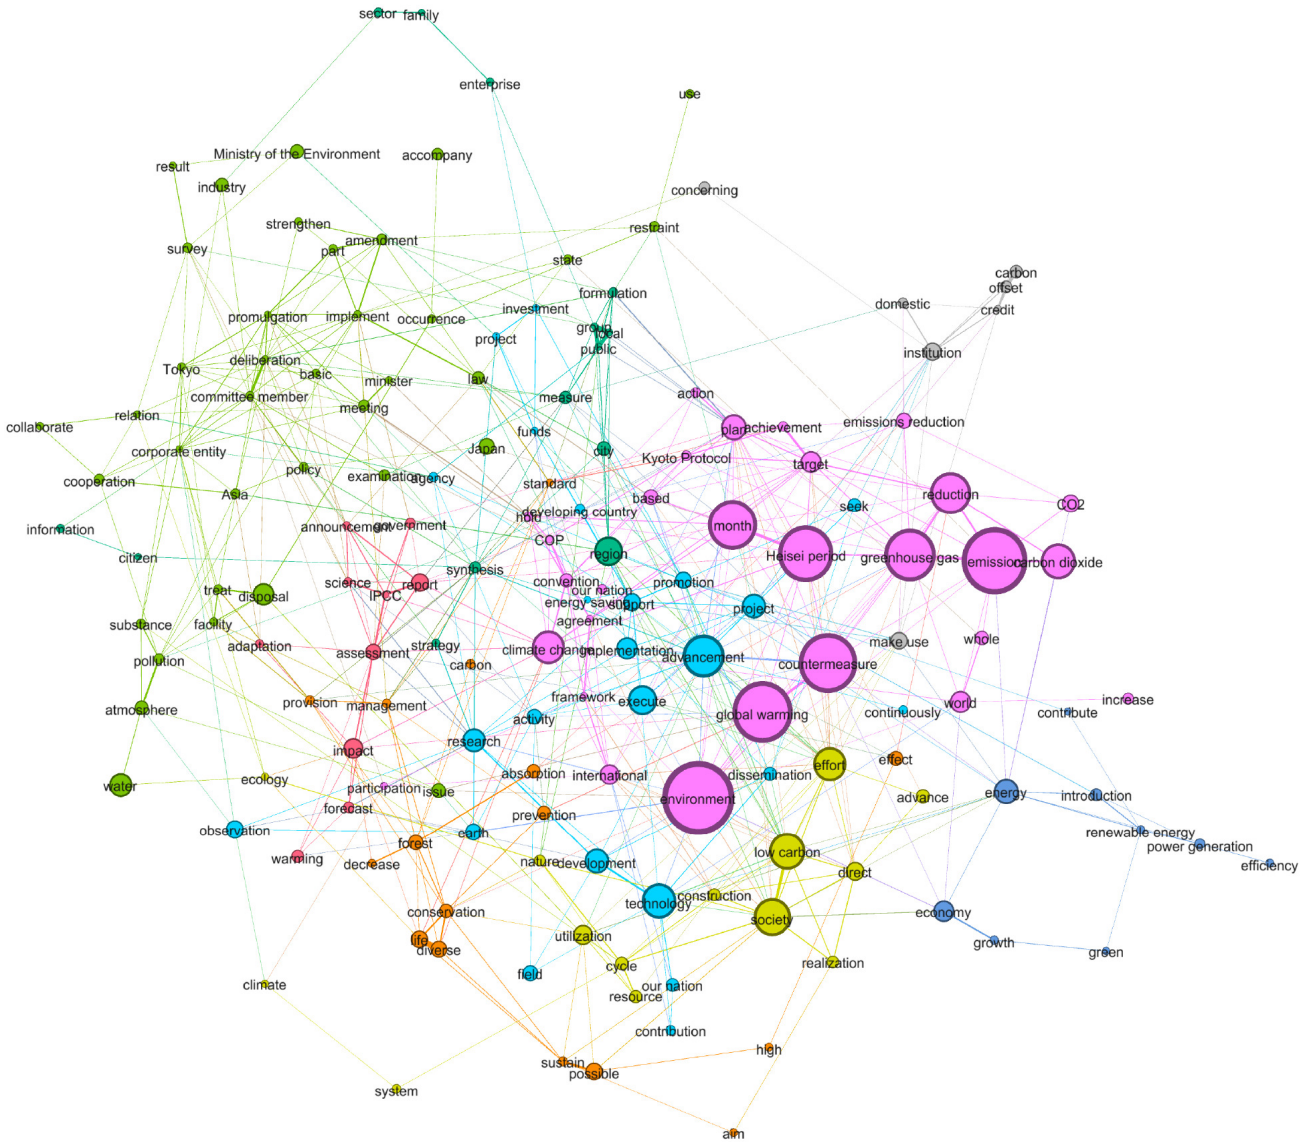 sector family
enterprise
use
Ministry of the Environment
accompany
result
industry
concerning
strengthen
restraint
part
amendment
survey
state
carbon
offset
formulation
domestic
credit
investment
promulgation
implement
occurrence
group
local
project
public
institution
deliberation
Tokyo
basic
minister
law
committee member
measure
action
meeting
relation
emissions reduction
collaborate
funds
plan
achievement
corporate entity
Japan
city
Kyoto Protocol
target
policy
examination
agency
cooperation
standard
Asia
based
reduction
developing country
seek
CO2
hold
information
announcement
government
month
COP
Heisei period
citizen
region
greenhouse gas
emission
carbon dioxide
synthesis
science
report
convention
promotion
treat
disposal
IPCC
our nation
energy saving
support
project
substance
facility
agreement
adaptation
strategy
make use
whole
assessment
climate change
implementation
advancement
pollution
carbon
countermeasure
provision
management
framework
execute
world
increase
atmosphere
activity
global warming
continuously
contribute
research
impact
effect
water
ecology
participation
issue
absorption
international
dissemination
effort
environment
energy
introduction
advance
forecast
prevention
observation
earth
renewable energy
forest
power generation
warming
decrease
nature
development
low carbon
direct
efficiency
construction
technology
conservation
society
economy
life
diverse
utilization
growth
green
cycle
realization
field
our nation
climate
resource
contribution
high
sustain
possible
system
aim